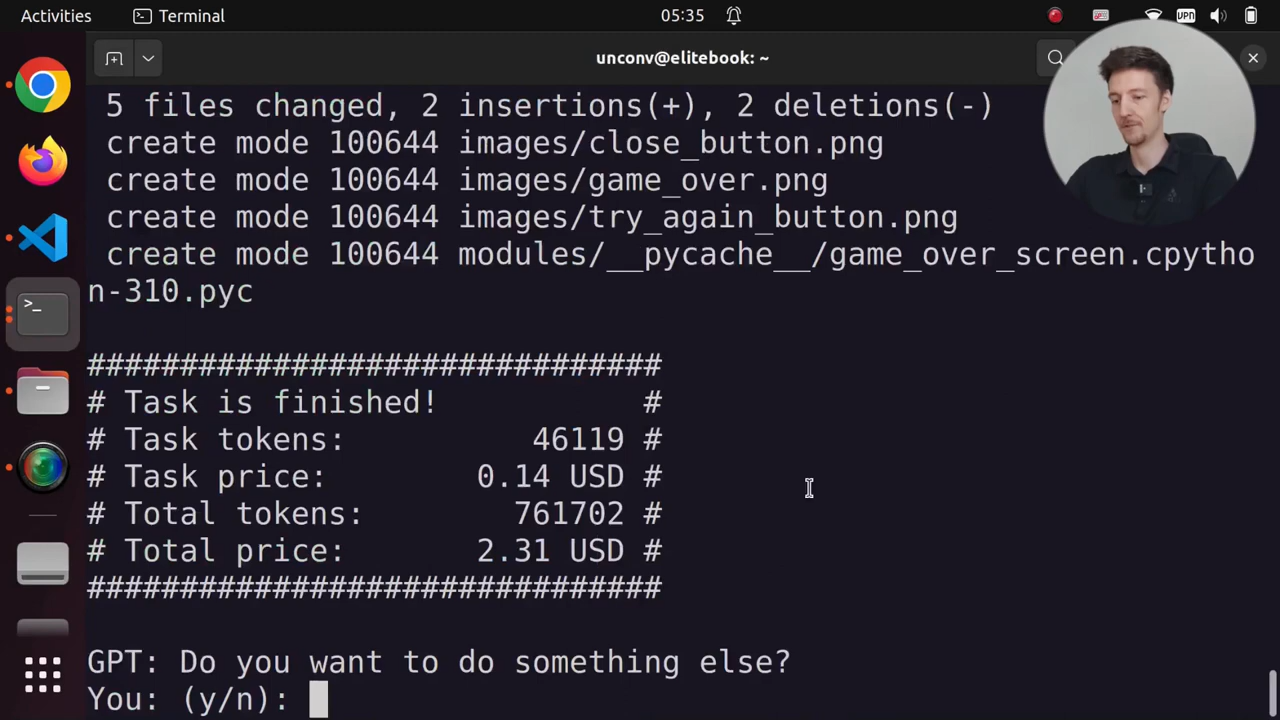 Activities
Terminal
05:35
VPN
unconv@elitebook: ~
5 files changed, 2 insertions(+), 2 deletions(-)
create mode 100644 images/close_button.png
create mode 100644 images/game_over.png
create mode 100644 images/try_again_button.png
create mode 100644 modules/__pycache__/game_over_screen.cpytho
n-310.pyc
###############################
# Task is finished! #
# Task tokens: 46119 #
# Task price: 0.14 USD #
# Total tokens: 761702 #
# Total price: 2.31 USD #
###############################
GPT: Do you want to do something else?
You: (y/n):